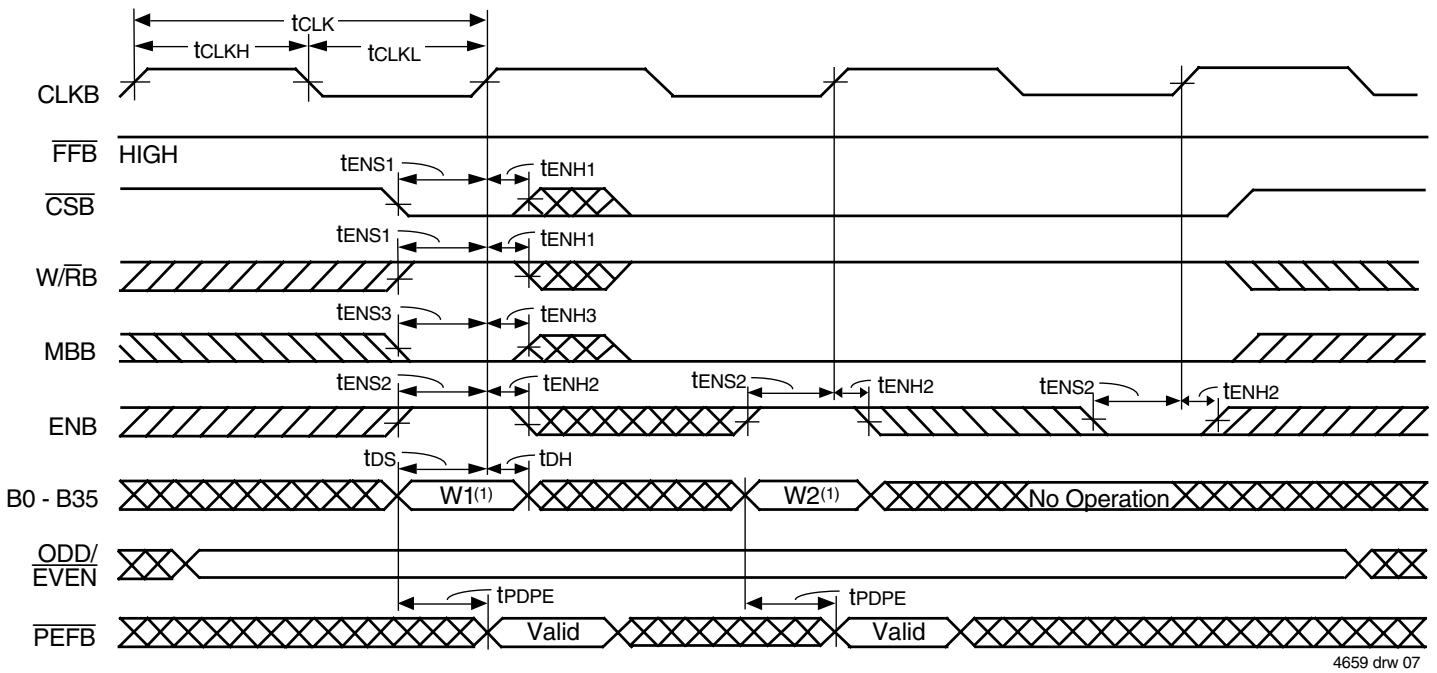 tCLK
tCLKH tCLKL
CLKB
FFB HIGH
tENS1 tENH1
CSB
tENS1 tENH1
W/RB
tENS3 tENH3
MBB
tENS2 tENH2 tENS2 tENH2 tENS2 tENH2
ENB
tDS tDH
B0 - B35 W1(1) W2(1) No Operation
ODD/
EVEN
tPDPE tPDPE
PEFB Valid Valid
4659 drw 07